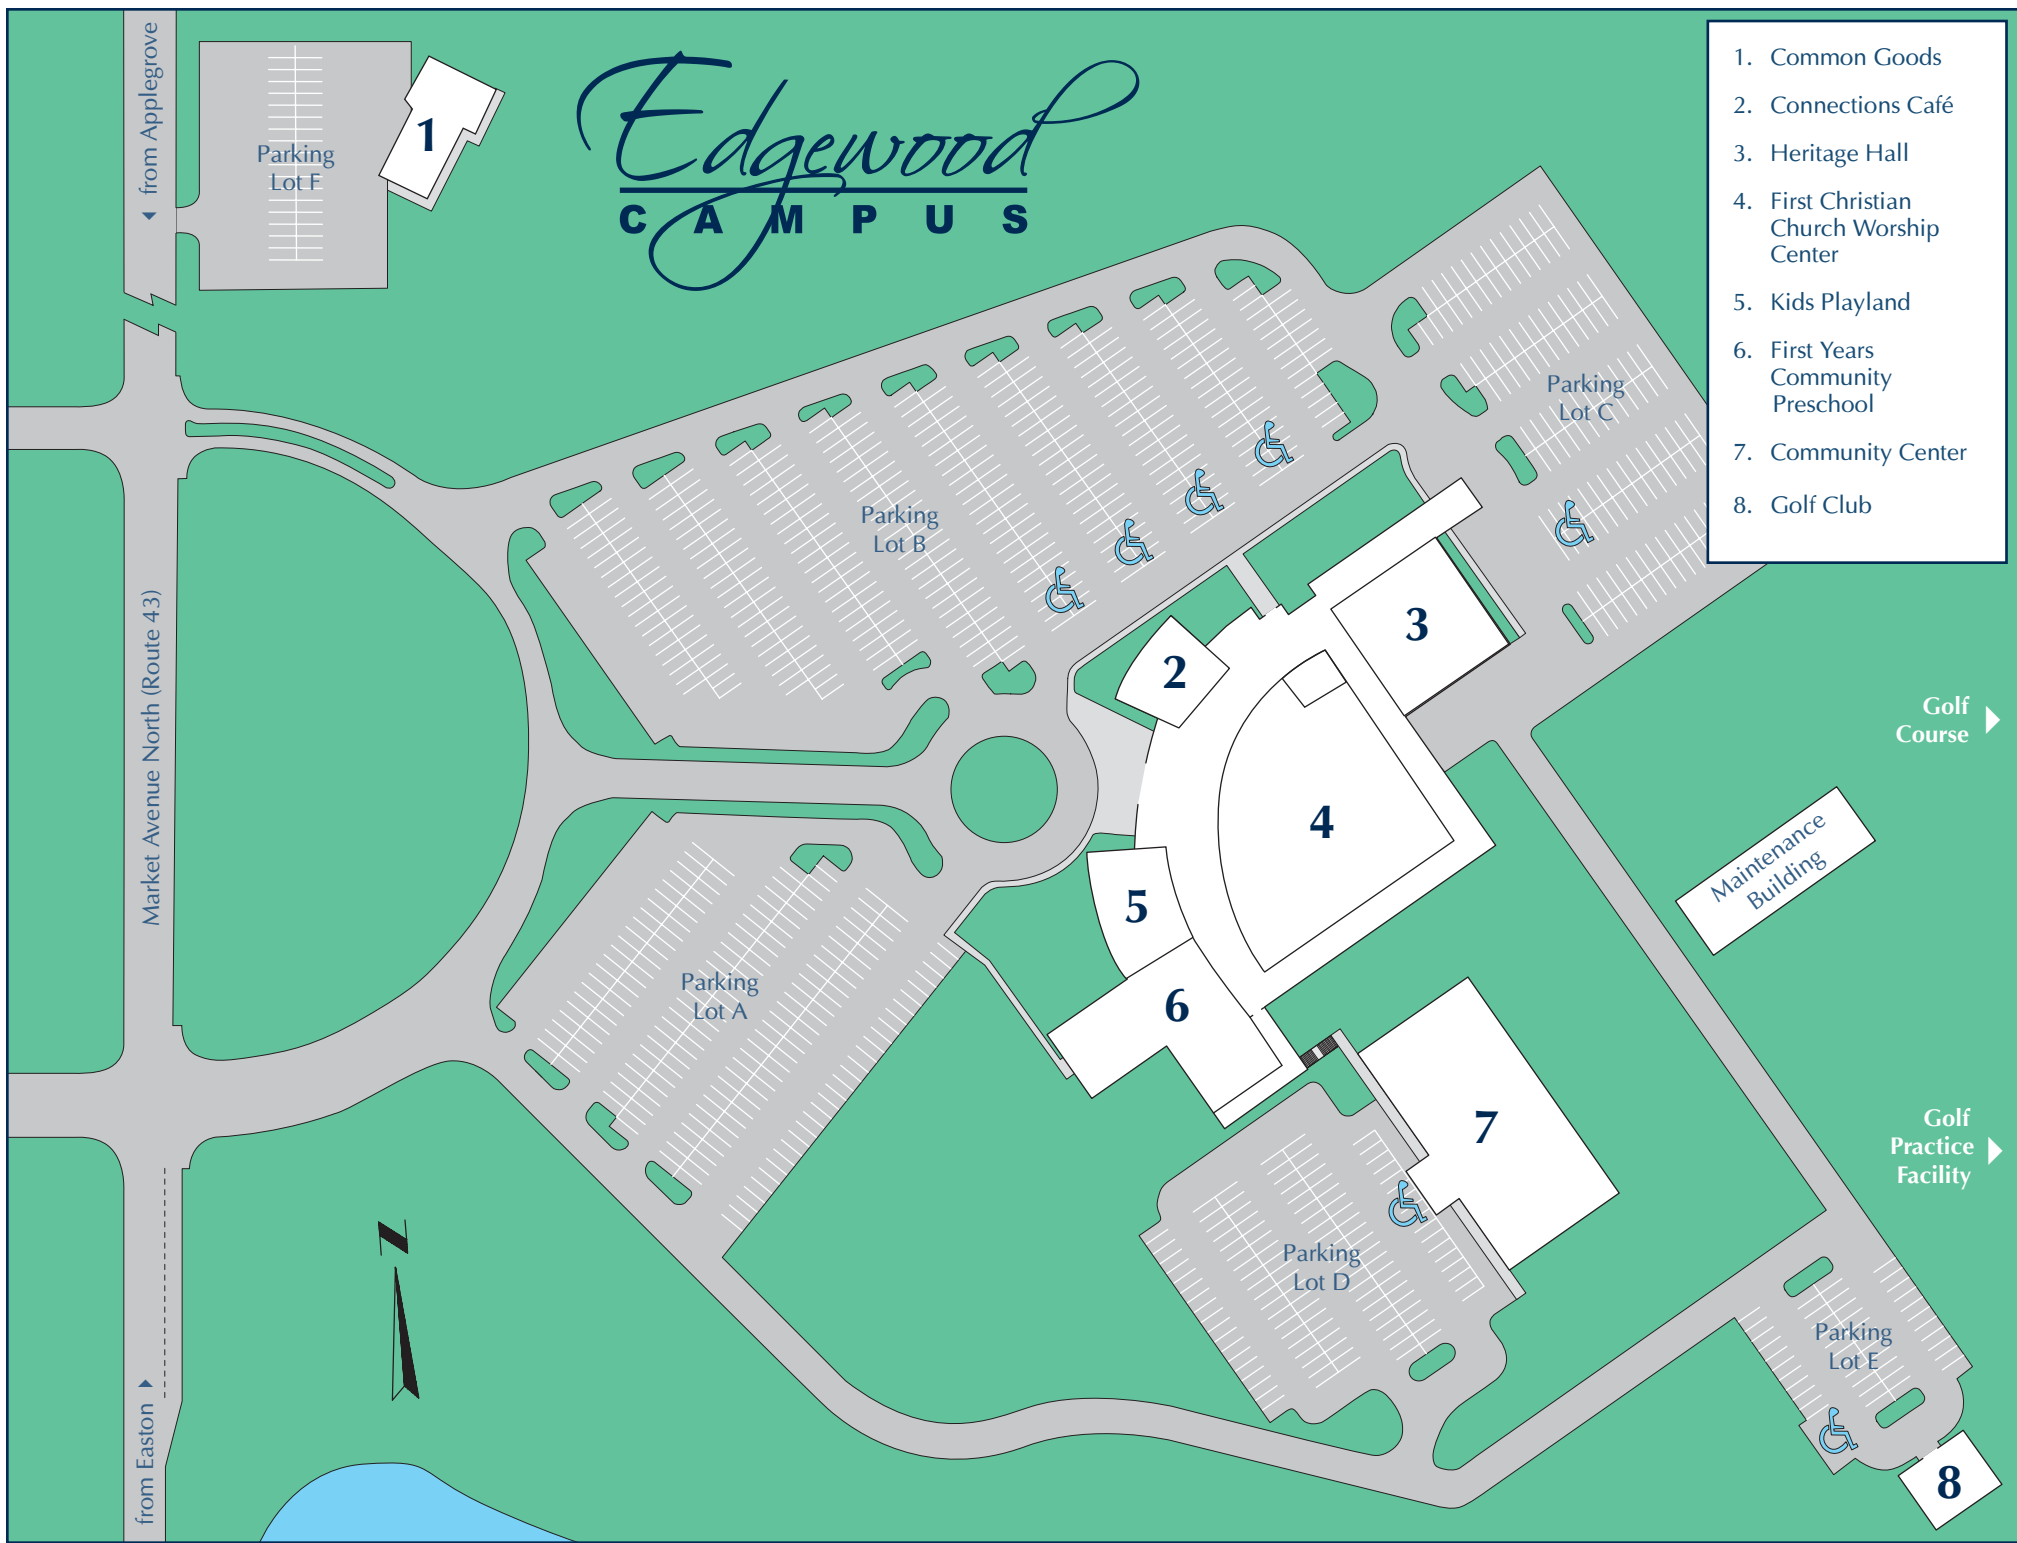 from Applegrove
Parking
Lot F
1
Edgewood
CAMPUS
1. Common Goods
2. Connections Café
3. Heritage Hall
4. First Christian
Church Worship
Center
5. Kids Playland
6. First Years
Community
Preschool
7. Community Center
8. Golf Club
Parking
Lot C
Parking
Lot B
Market Avenue North (Route 43)
2
3
4
5
6
7
8
Golf
Course
Maintenance
Building
Parking
Lot A
Golf
Practice
Facility
N
Parking
Lot D
Parking
Lot E
from Easton